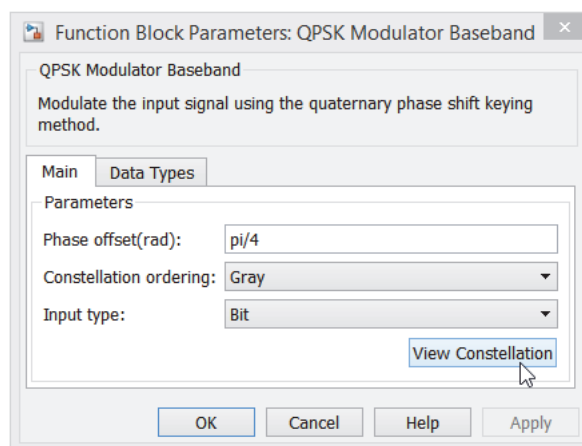 Function Block Parameters: QPSK Modulator Baseband
QPSK Modulator Baseband
Modulate the input signal using the quaternary phase shift keying
method.
Main Data Types
Parameters
Phase offset(rad): pi/4
Constellation ordering: Gray
Input type: Bit
View Constellation
OK Cancel Help Apply